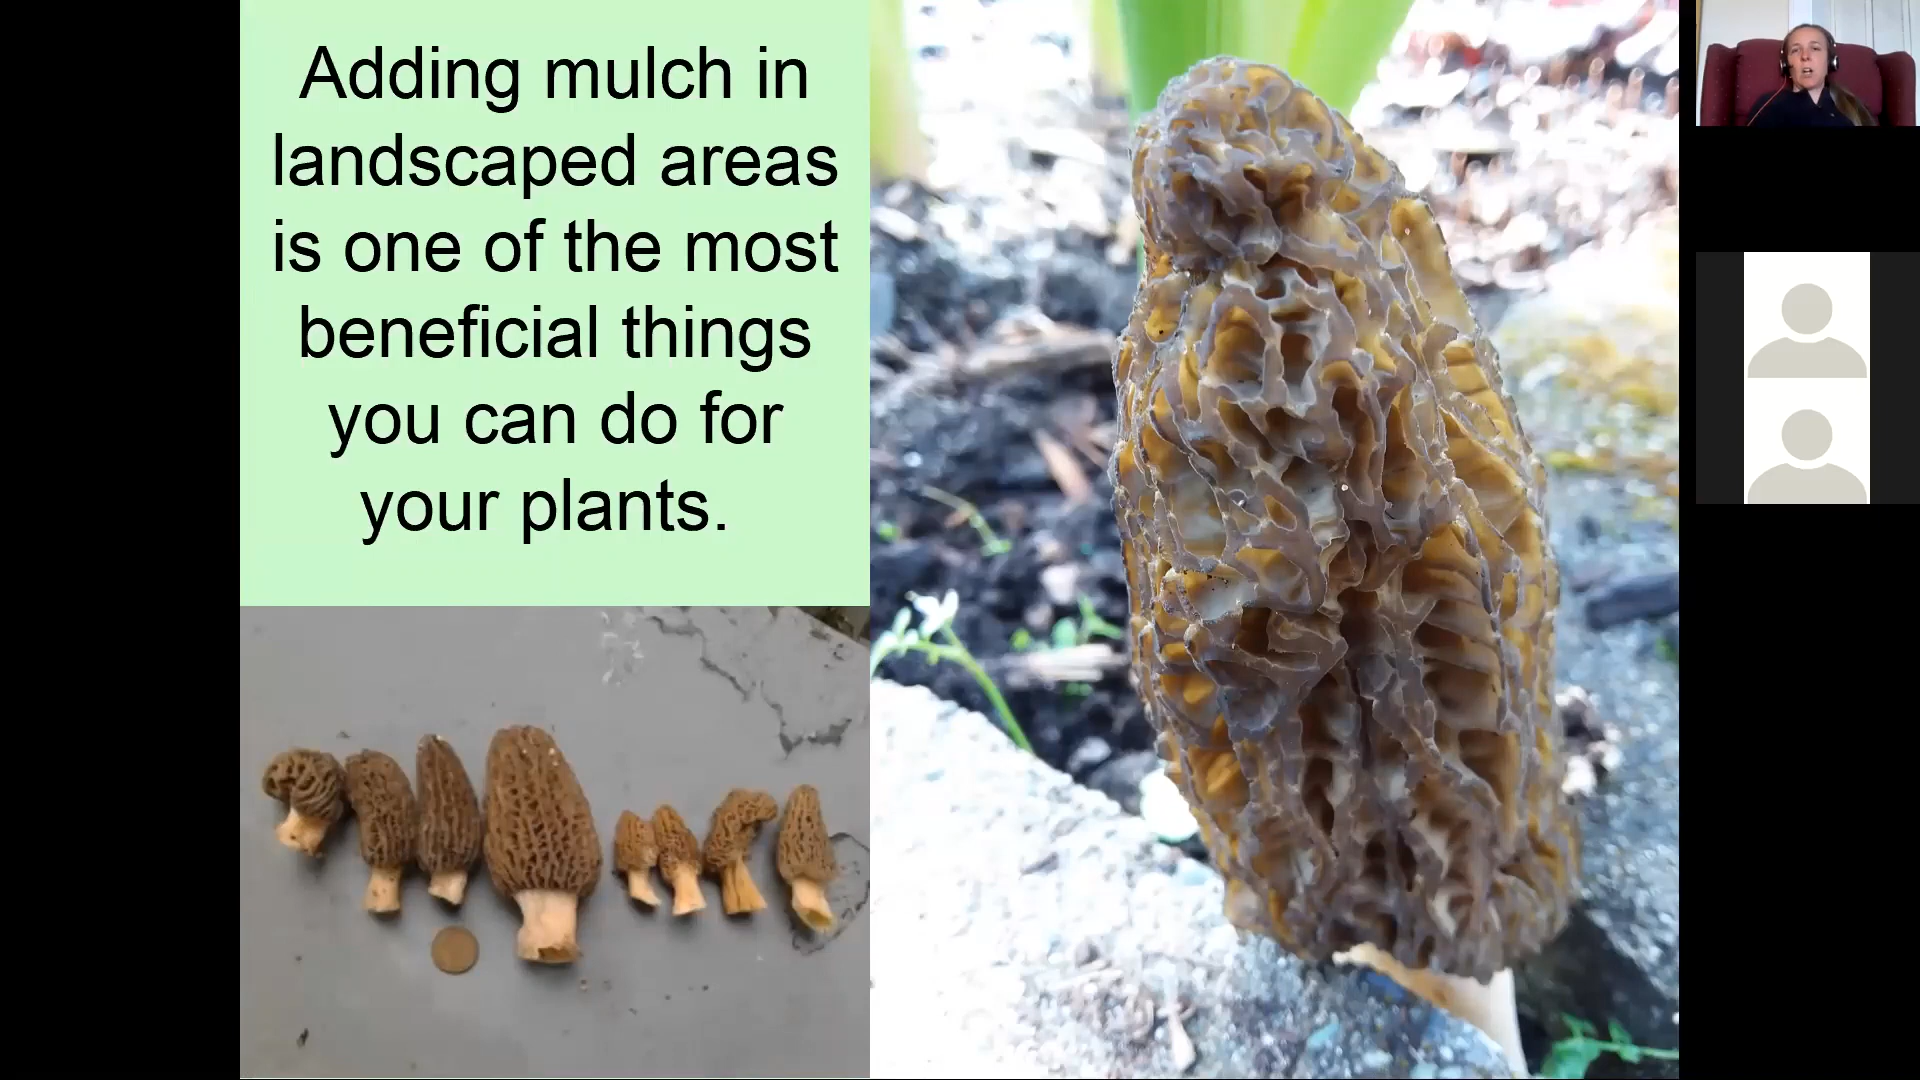 Adding mulch in
landscaped areas
is one of the most
beneficial things
you can do for
your plants.